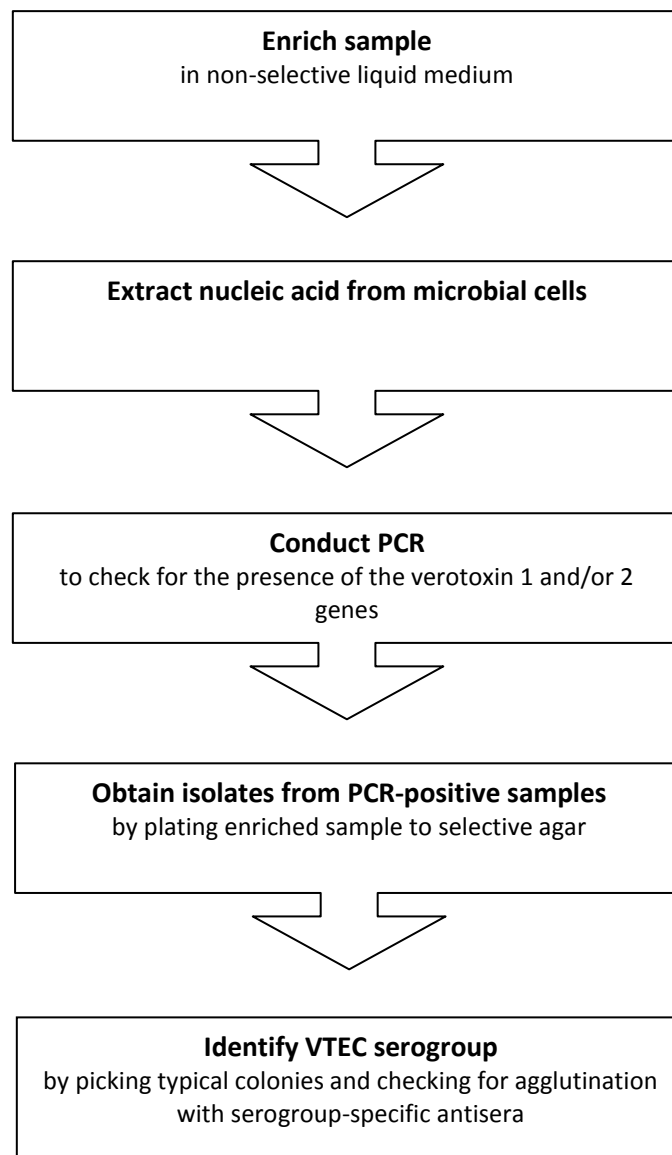 Enrich sample
in non-selective liquid medium
Extract nucleic acid from microbial cells
Conduct PCR
to check for the presence of the verotoxin 1 and/or 2
genes
Obtain isolates from PCR-positive samples
by plating enriched sample to selective agar
Identify VTEC serogroup
by picking typical colonies and checking for agglutination
with serogroup-specific antisera